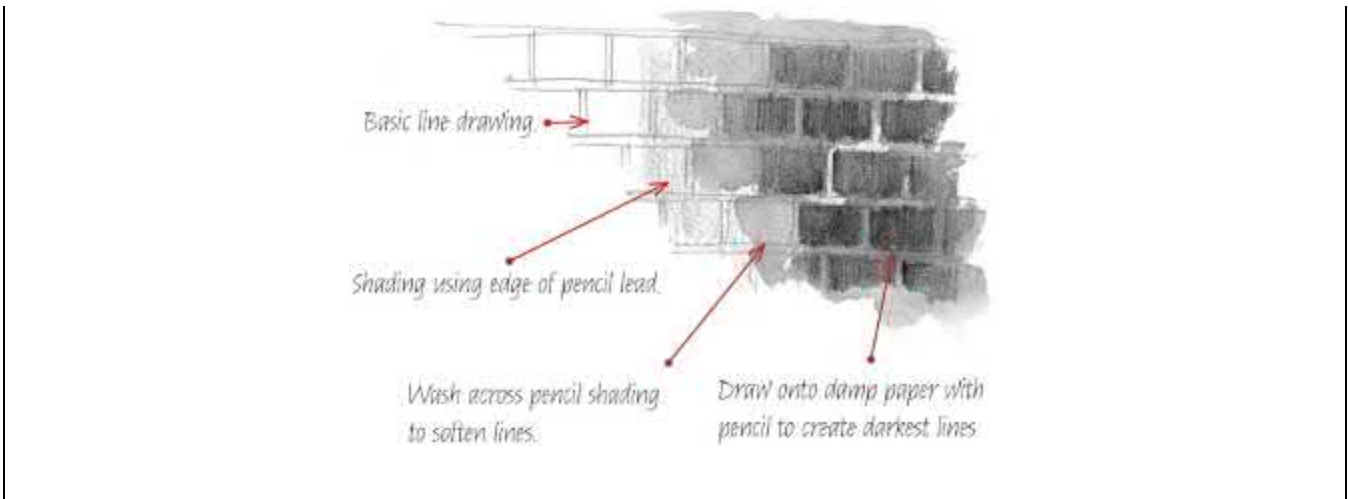 Basic line drawing.
Shading using edge of pencil lead.
Wash across pencil shading
to soften lines.
Draw onto damp paper with
pencil to create darkest lines